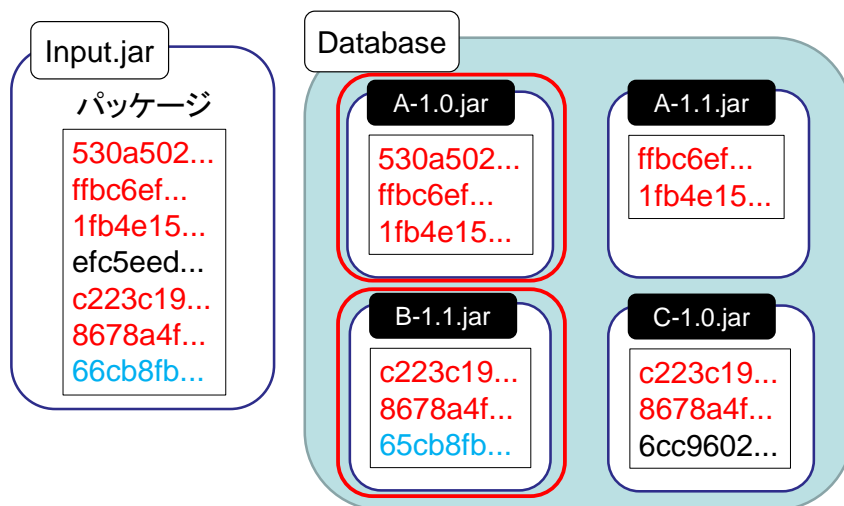 Input.jar
パッケージ
530a502...
ffbc6ef...
1fb4e15...
efc5eed...
c223c19...
8678a4f...
66cb8fb...
Database
A-1.0.jar
530a502...
ffbc6ef...
1fb4e15...
A-1.1.jar
ffbc6ef...
1fb4e15...
B-1.1.jar
c223c19...
8678a4f...
65cb8fb...
C-1.0.jar
c223c19...
8678a4f...
6cc9602...